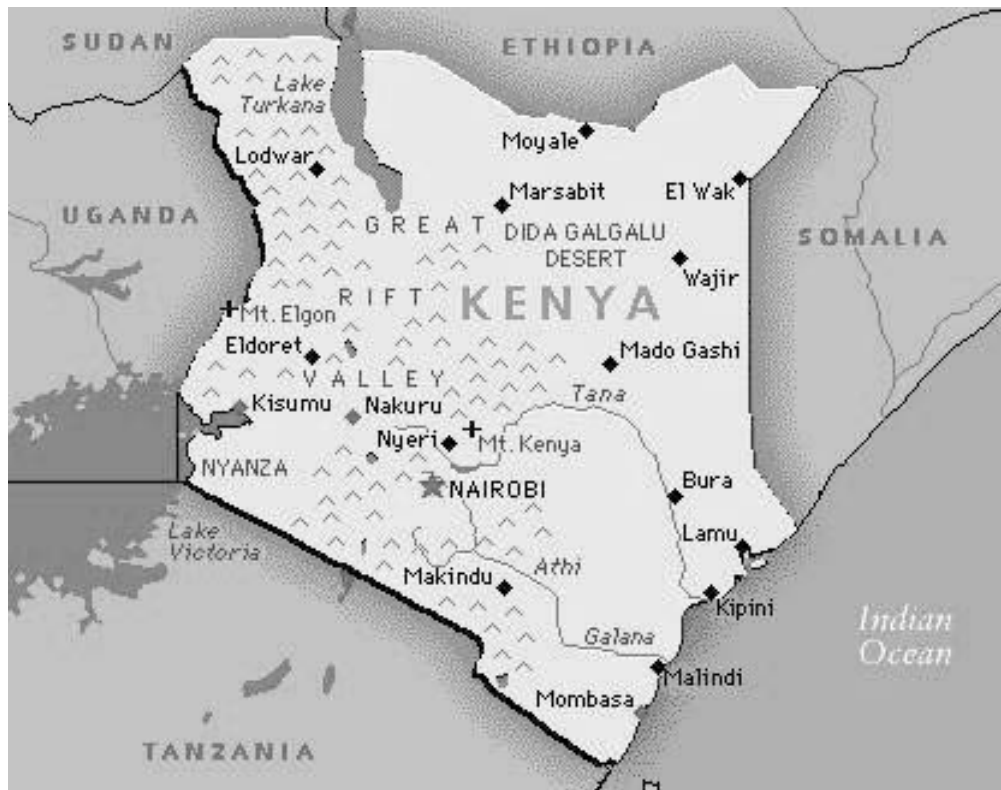 SUDAN
ETHIOPIA
Lake
Turkana
Moyale
Lodwar
Marsabit
El Wak
UGANDA
GREAT
DIDA GALGALU
DESERT
SOMALIA
Wajir
RIFT
KENYA
Mt. Elgon
Eldoret
Mado Gashi
VALLEY
Tana
Kisumu
Nakuru
Nyeri
Mt. Kenya
NYANZA
NAIROBI
Bura
Lake
Victoria
Lamu
Athi
Makindu
Kipini
Indian
Ocean
Galana
Malindi
Mombasa
TANZANIA